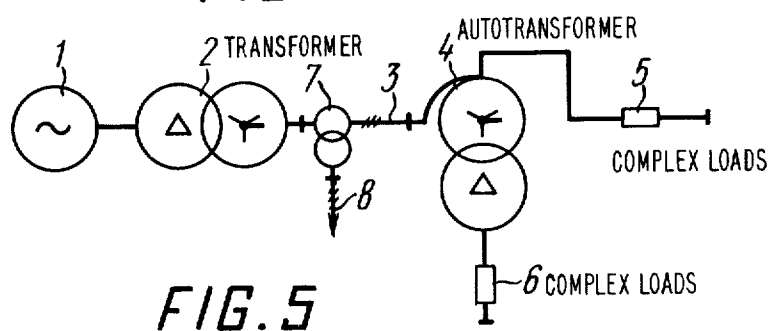 AUTOTRANSFORMER
1
2 TRANSFORMER
4
7
3
5
COMPLEX LOADS
8
6 COMPLEX LOADS
FIG. 5